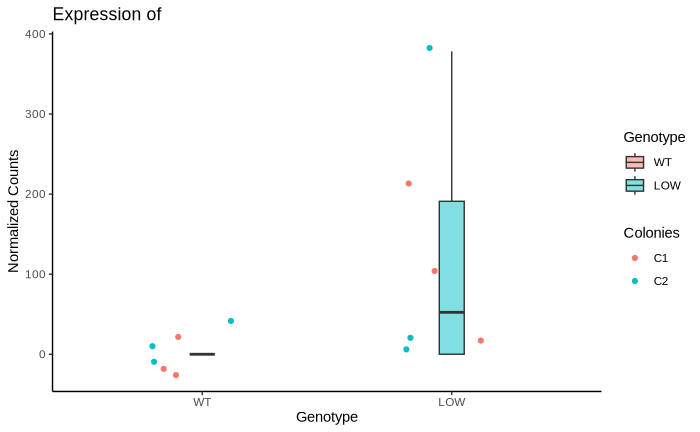 Expression of
400
300
200
100
0
Normalized Counts
WT
LOW
Genotype
Genotype
WT
LOW
Colonies
C1
C2